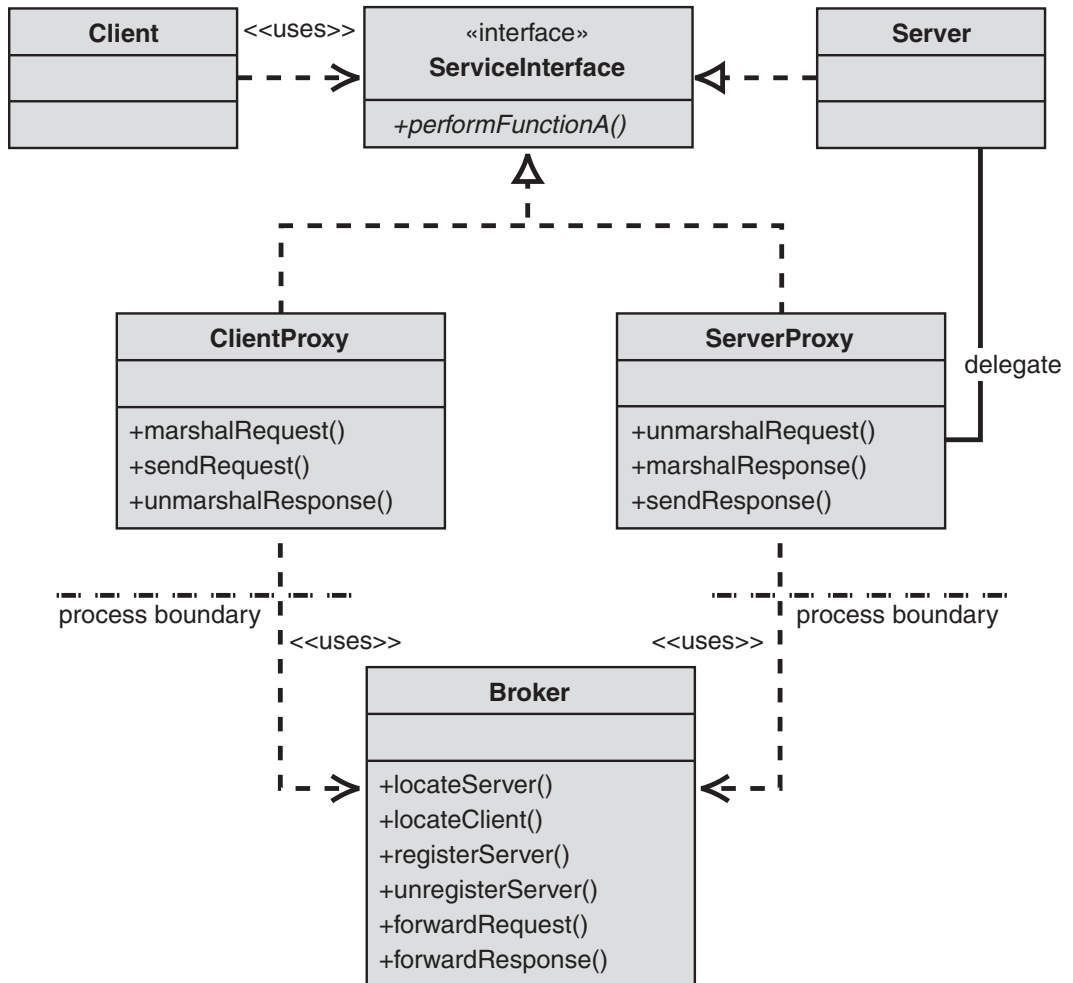 Client
<<uses>>
«interface»
ServiceInterface
+performFunctionA()
Server
ClientProxy
+marshalRequest()
+sendRequest()
+unmarshalResponse()
ServerProxy
+unmarshalRequest()
+marshalResponse()
+sendResponse()
delegate
process boundary
<<uses>>
process boundary
<<uses>>
Broker
+locateServer()
+locateClient()
+registerServer()
+unregisterServer()
+forwardRequest()
+forwardResponse()